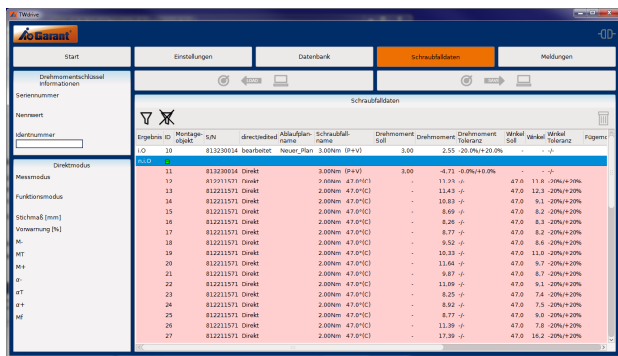 TWdrive
ioGarant
Start Einstellungen Datenbank Schraubfalldaten Meldungen
Drehmomentschlüssel
Informationen
Seriennummer
Nennwert
Identnummer
Direktmodus
Messmodus
Funktionsmodus
Stichmaß [mm]
Vorwarnung [%]
M-
MT
M+
α-
αT
α+
Mf
Schraubfalldaten
Ergebnis ID Montage-objekt S/N direct/edited Ablaufplan-name Schraubfall-name Drehmoment Soll Drehmoment Drehmoment Toleranz Winkel Soll Winkel Winkel Toleranz Fügemo
i.O 10 813230014 bearbeitet Neuer_Plan 3.00Nm (P+V) 3.00 2,55 -20.0%/+20.0% - - -/-
n.i.O
11 813230014 Direkt 3.00Nm (P+V) 3.00 -4.71 -0.0%/+0.0% - - -/-
12 812211571 Direkt 2.00Nm 47.0°(C) - 11.23 -/- 47.0 11.8 -20%/+20%
13 812211571 Direkt 2.00Nm 47.0°(C) - 11,43 -/- 47.0 12,3 -20%/+20%
14 812211571 Direkt 2.00Nm 47.0°(C) - 10,83 -/- 47.0 9,1 -20%/+20%
15 812211571 Direkt 2.00Nm 47.0°(C) - 8,69 -/- 47.0 8,2 -20%/+20%
16 812211571 Direkt 2.00Nm 47.0°(C) - 8,26 -/- 47.0 8,3 -20%/+20%
17 812211571 Direkt 2.00Nm 47.0°(C) - 8,77 -/- 47.0 8,2 -20%/+20%
18 812211571 Direkt 2.00Nm 47.0°(C) - 9,52 -/- 47.0 8,6 -20%/+20%
19 812211571 Direkt 2.00Nm 47.0°(C) - 10,33 -/- 47.0 11,0 -20%/+20%
20 812211571 Direkt 2.00Nm 47.0°(C) - 11,64 -/- 47.0 9,7 -20%/+20%
21 812211571 Direkt 2.00Nm 47.0°(C) - 9,87 -/- 47.0 8,7 -20%/+20%
22 812211571 Direkt 2.00Nm 47.0°(C) - 11,09 -/- 47.0 9,1 -20%/+20%
23 812211571 Direkt 2.00Nm 47.0°(C) - 8,25 -/- 47.0 7,4 -20%/+20%
24 812211571 Direkt 2.00Nm 47.0°(C) - 8,92 -/- 47.0 7,5 -20%/+20%
25 812211571 Direkt 2.00Nm 47.0°(C) - 8,77 -/- 47.0 9,0 -20%/+20%
26 812211571 Direkt 2.00Nm 47.0°(C) - 11,39 -/- 47.0 7,8 -20%/+20%
27 812211571 Direkt 2.00Nm 47.0°(C) - 17,39 -/- 47.0 16,2 -20%/+20%